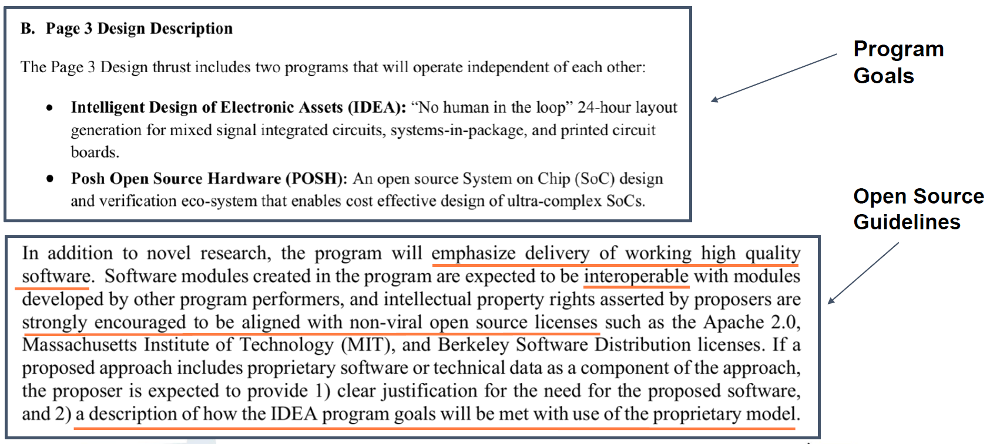 B. Page 3 Design Description
The Page 3 Design thrust includes two programs that will operate independent of each other:
• Intelligent Design of Electronic Assets (IDEA): “No human in the loop” 24-hour layout
generation for mixed signal integrated circuits, systems-in-package, and printed circuit
boards.
• Posh Open Source Hardware (POSH): An open source System on Chip (SoC) design
and verification eco-system that enables cost effective design of ultra-complex SoCs.
Program
Goals
Open Source
Guidelines
In addition to novel research, the program will emphasize delivery of working high quality
software. Software modules created in the program are expected to be interoperable with modules
developed by other program performers, and intellectual property rights asserted by proposers are
strongly encouraged to be aligned with non-viral open source licenses such as the Apache 2.0,
Massachusetts Institute of Technology (MIT), and Berkeley Software Distribution licenses. If a
proposed approach includes proprietary software or technical data as a component of the approach,
the proposer is expected to provide 1) clear justification for the need for the proposed software,
and 2) a description of how the IDEA program goals will be met with use of the proprietary model.